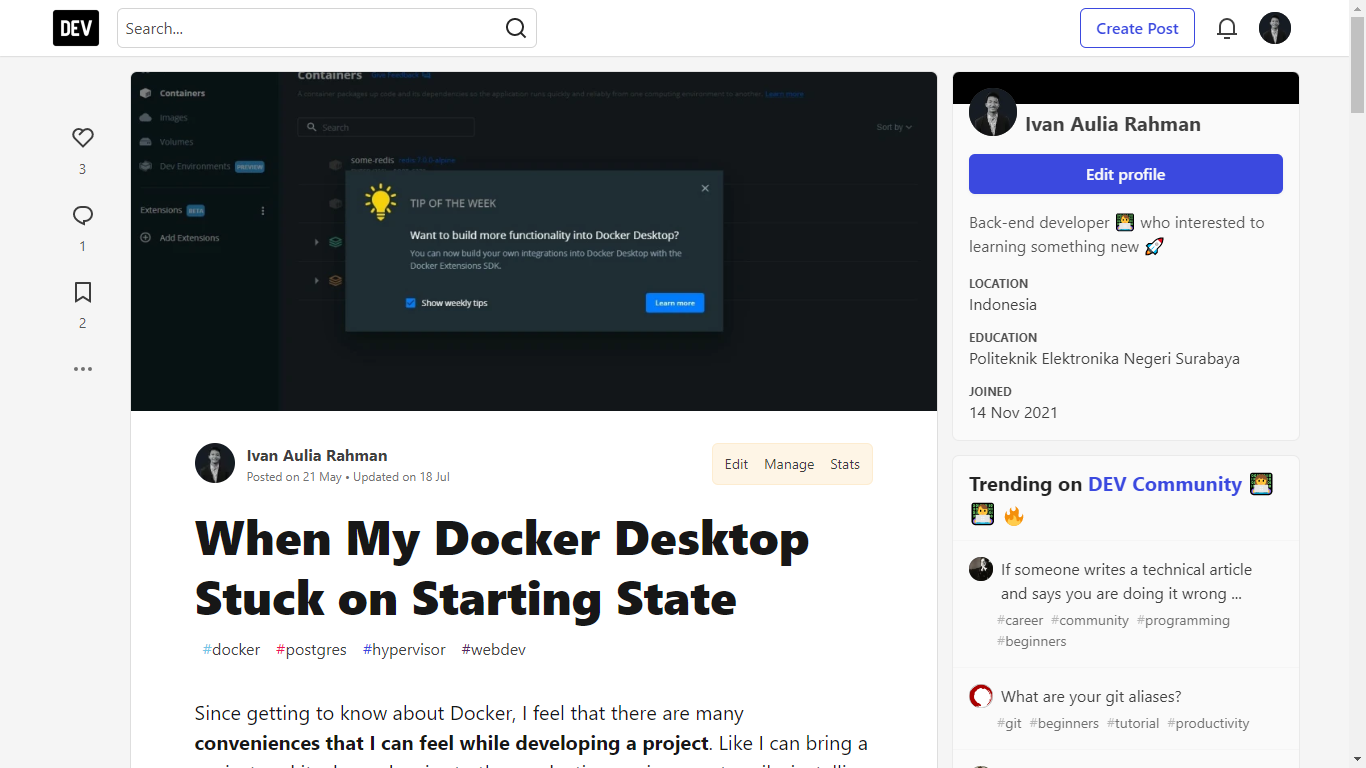 DEV
Search...
Create Post
3
1
2
Containers Give Feedback
A container packages up code and its dependencies so the application runs quickly and reliably from one computing environment to another. Learn more
Containers
Images
Volumes
Dev Environments PREVIEW
Extensions BETA
Add Extensions
Search
Sort by
some-redis redis:7.0.0-alpine
TIP OF THE WEEK
Want to build more functionality into Docker Desktop?
You can now build your own integrations into Docker Desktop with the
Docker Extensions SDK.
Show weekly tips
Learn more
Ivan Aulia Rahman
Posted on 21 May • Updated on 18 Jul
Edit Manage Stats
When My Docker Desktop
Stuck on Starting State
#docker #postgres #hypervisor #webdev
Since getting to know about Docker, I feel that there are many
conveniences that I can feel while developing a project. Like I can bring a
Ivan Aulia Rahman
Edit profile
Back-end developer 👨‍💻 who interested to
learning something new 🚀
LOCATION
Indonesia
EDUCATION
Politeknik Elektronika Negeri Surabaya
JOINED
14 Nov 2021
Trending on DEV Community 👨‍💻
👨‍💻 🔥
If someone writes a technical article
and says you are doing it wrong ...
#career #community #programming
#beginners
What are your git aliases?
#git #beginners #tutorial #productivity